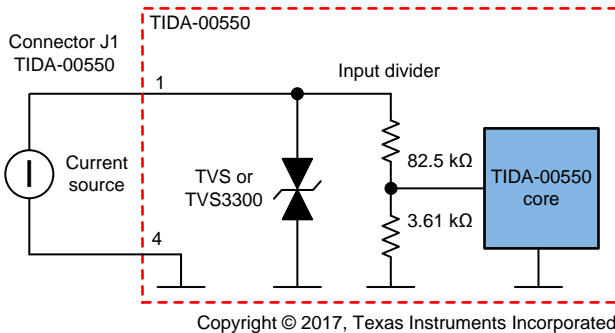 TIDA-00550
Connector J1
TIDA-00550
1
Input divider
I
Current
source
TVS or
TVS3300
82.5 kΩ
3.61 kΩ
TIDA-00550
core
4
Copyright © 2017, Texas Instruments Incorporated